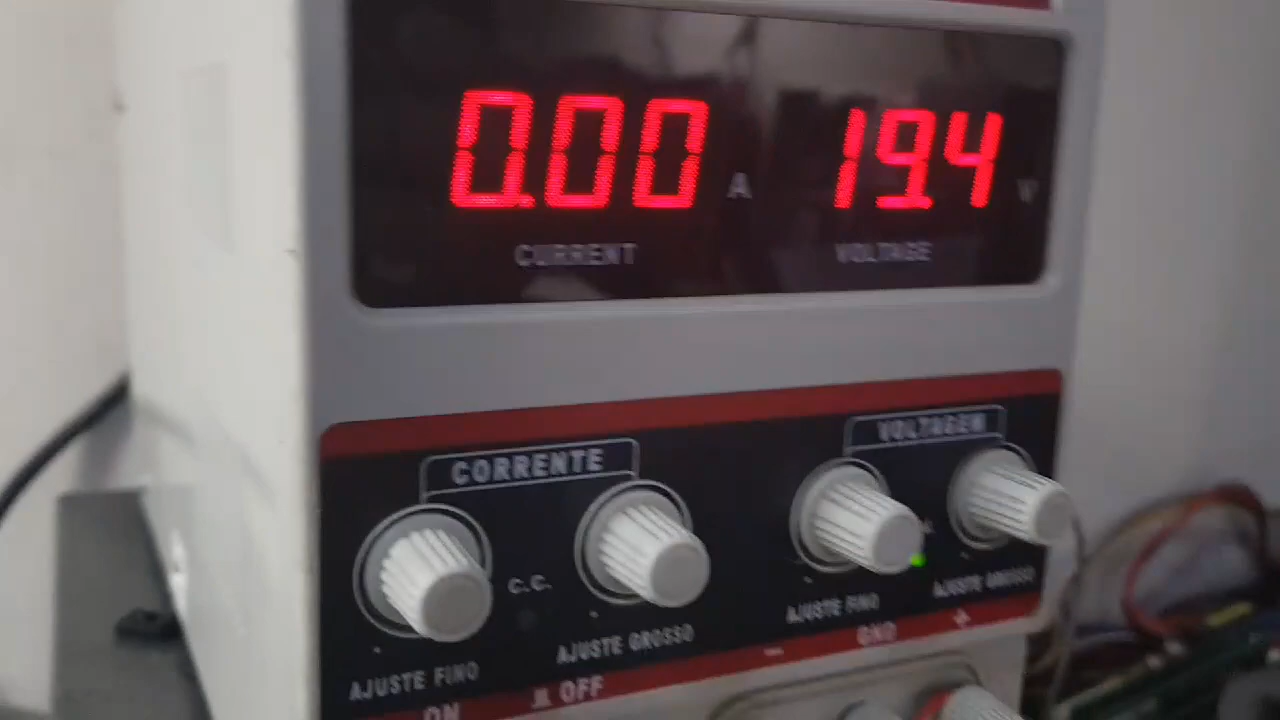 0.00 A 19.4 V
CURRENT VOLTAGE
CORRENTE VOLTAGEM
C.C.
AJUSTE FINO AJUSTE GROSSO AJUSTE FINO AJUSTE GROSSO
ON OFF - GND +